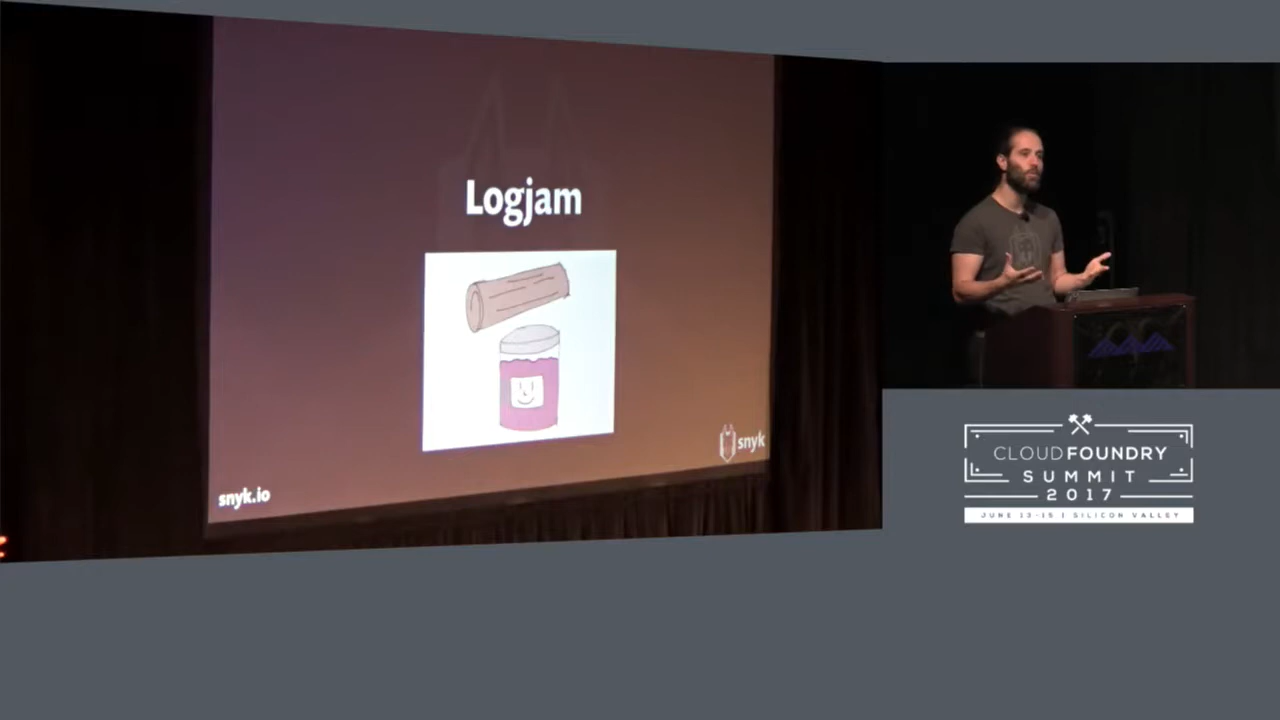 Logjam
snyk
snyk.io
CLOUD FOUNDRY
SUMMIT
2017
JUNE 13-15 | SILICON VALLEY